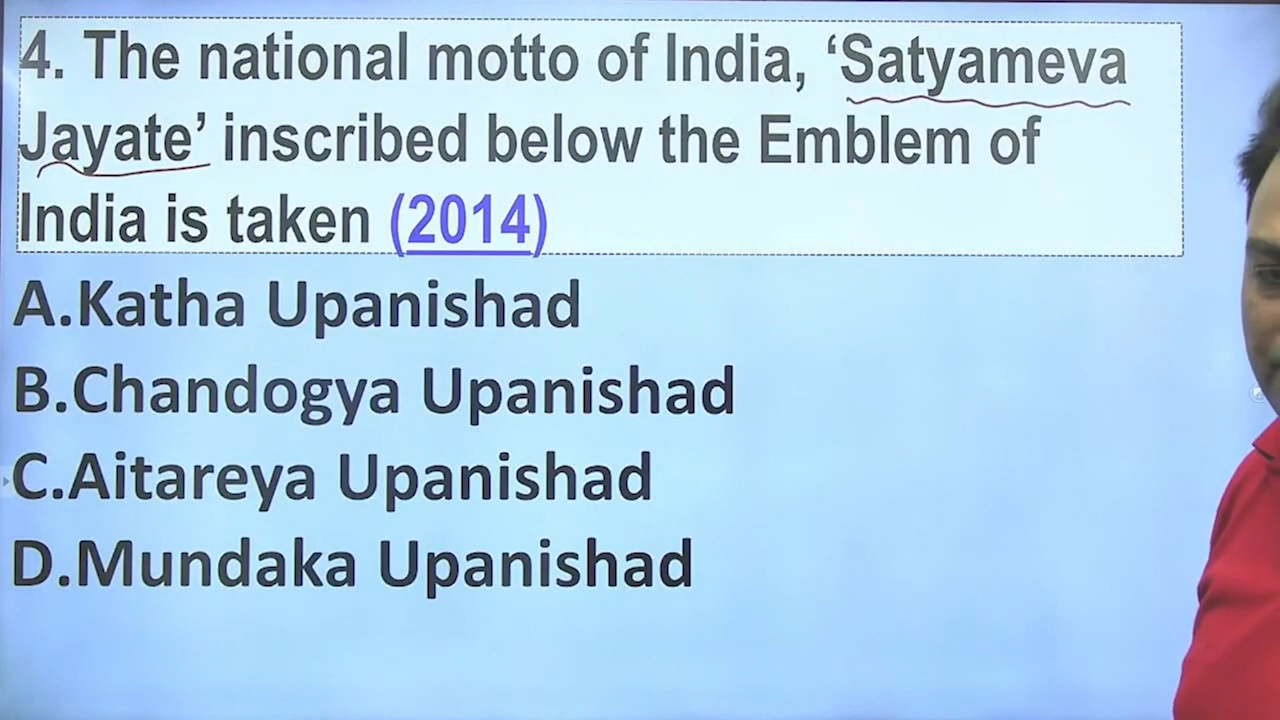 4. The national motto of India, ‘Satyameva
Jayate’ inscribed below the Emblem of
India is taken (2014)
A.Katha Upanishad
B.Chandogya Upanishad
C.Aitareya Upanishad
D.Mundaka Upanishad